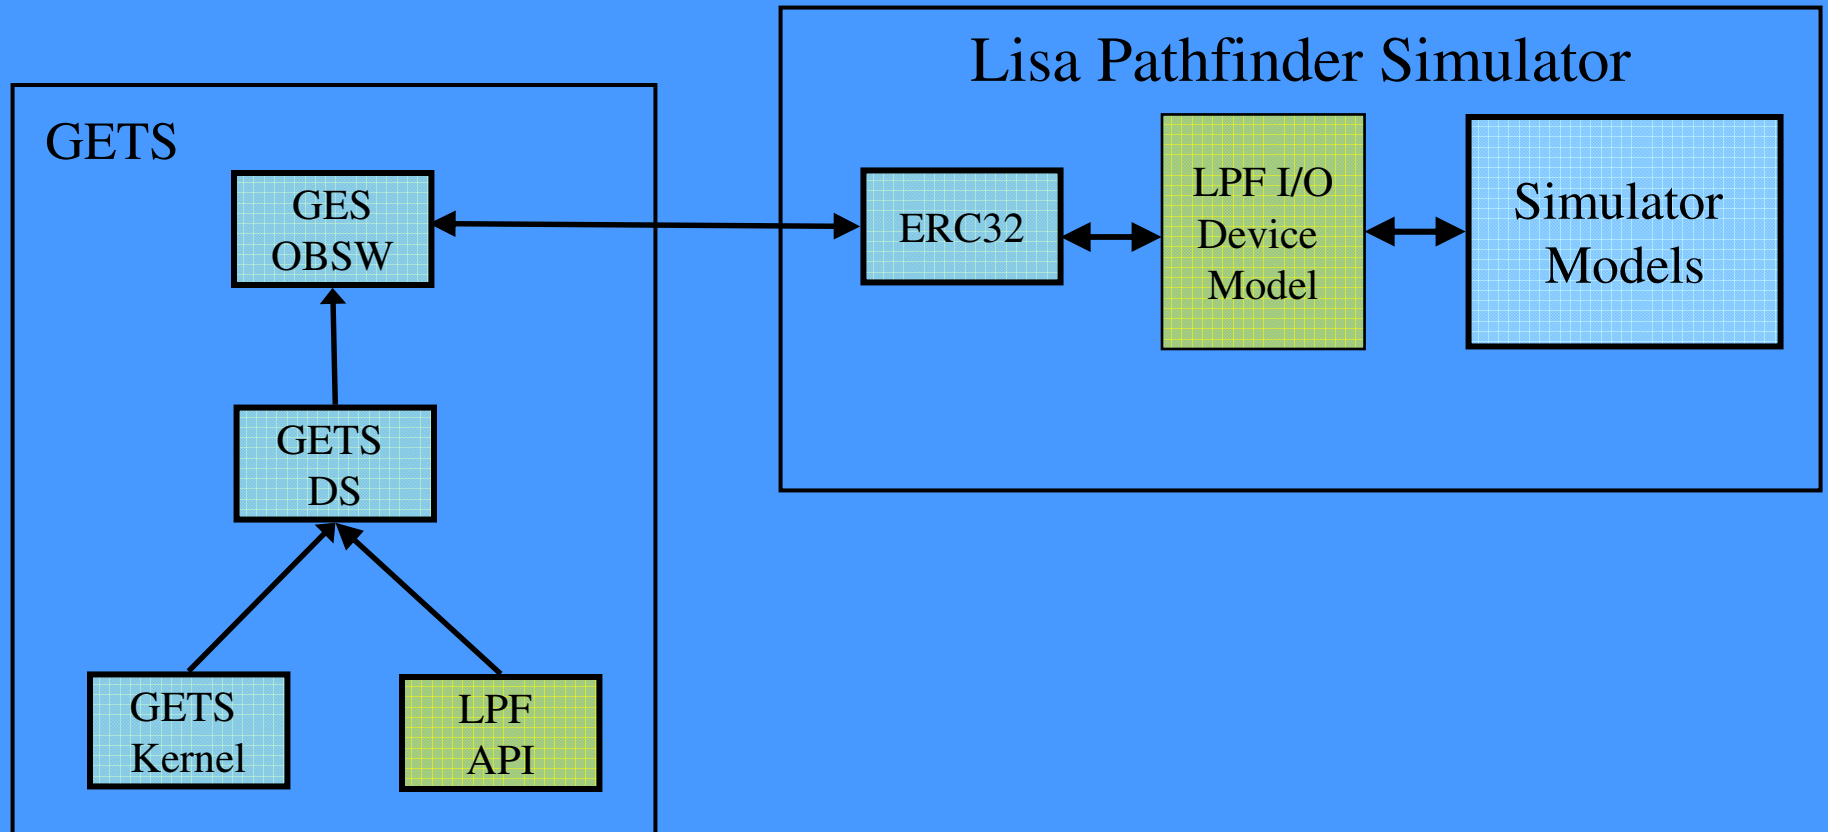 Lisa Pathfinder Simulator
GETS
GES
OBSW
ERC32
LPF I/O
Device
Model
Simulator
Models
GETS
DS
GETS
Kernel
LPF
API